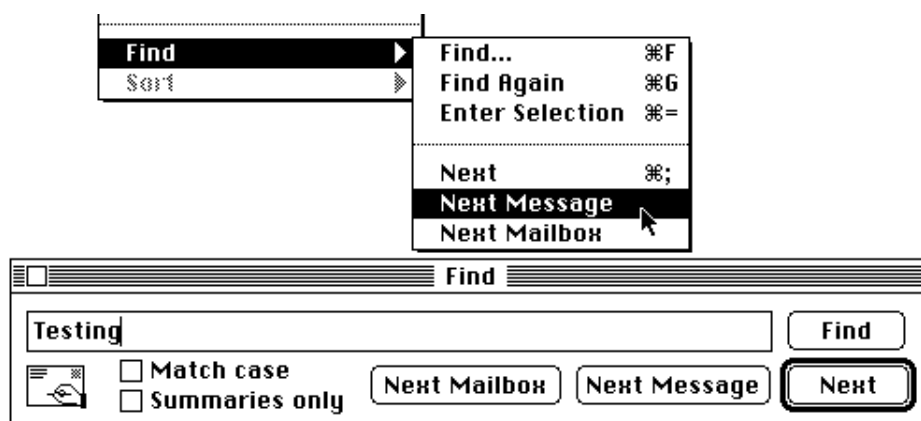 Find
Sort
Find... ⌘F
Find Again ⌘G
Enter Selection ⌘=
Next ⌘;
Next Message
Next Mailbox
Find
Testing
Find
Match case
Summaries only
Next Mailbox Next Message Next